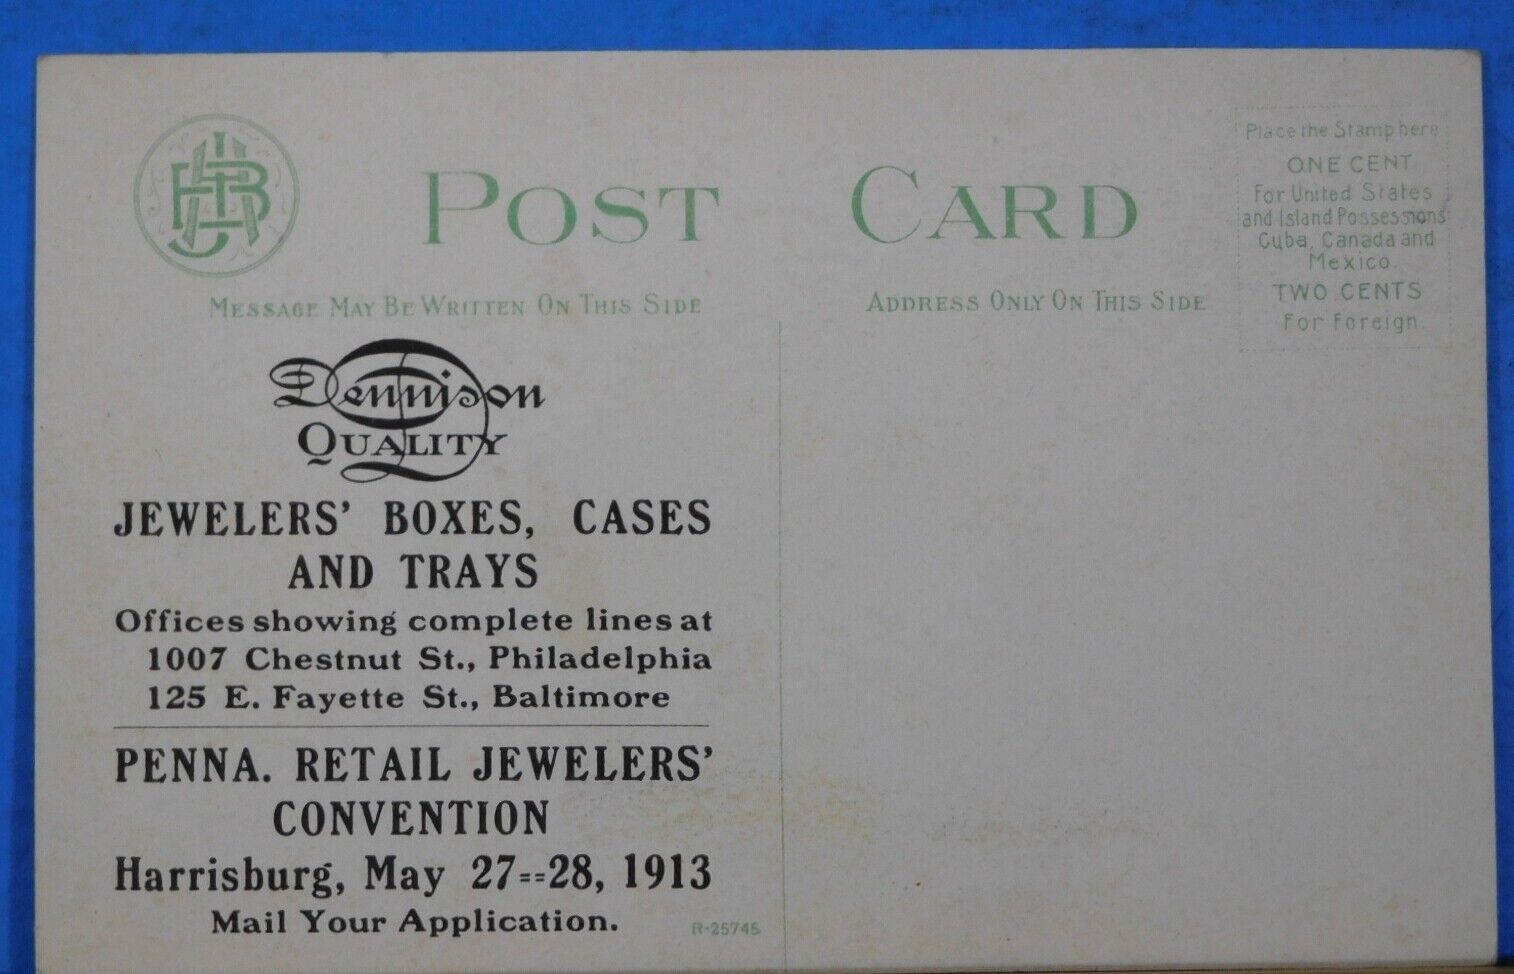 POST CARD
Place the Stamp here
ONE CENT
For United States
and Island Possessions
Cuba, Canada and
Mexico.
TWO CENTS
For Foreign.
MESSAGE MAY BE WRITTEN ON THIS SIDE
ADDRESS ONLY ON THIS SIDE
Dennison
QUALITY
JEWELERS' BOXES, CASES
AND TRAYS
Offices showing complete lines at
1007 Chestnut St., Philadelphia
125 E. Fayette St., Baltimore
PENNA. RETAIL JEWELERS'
CONVENTION
Harrisburg, May 27==28, 1913
Mail Your Application.
R-25745